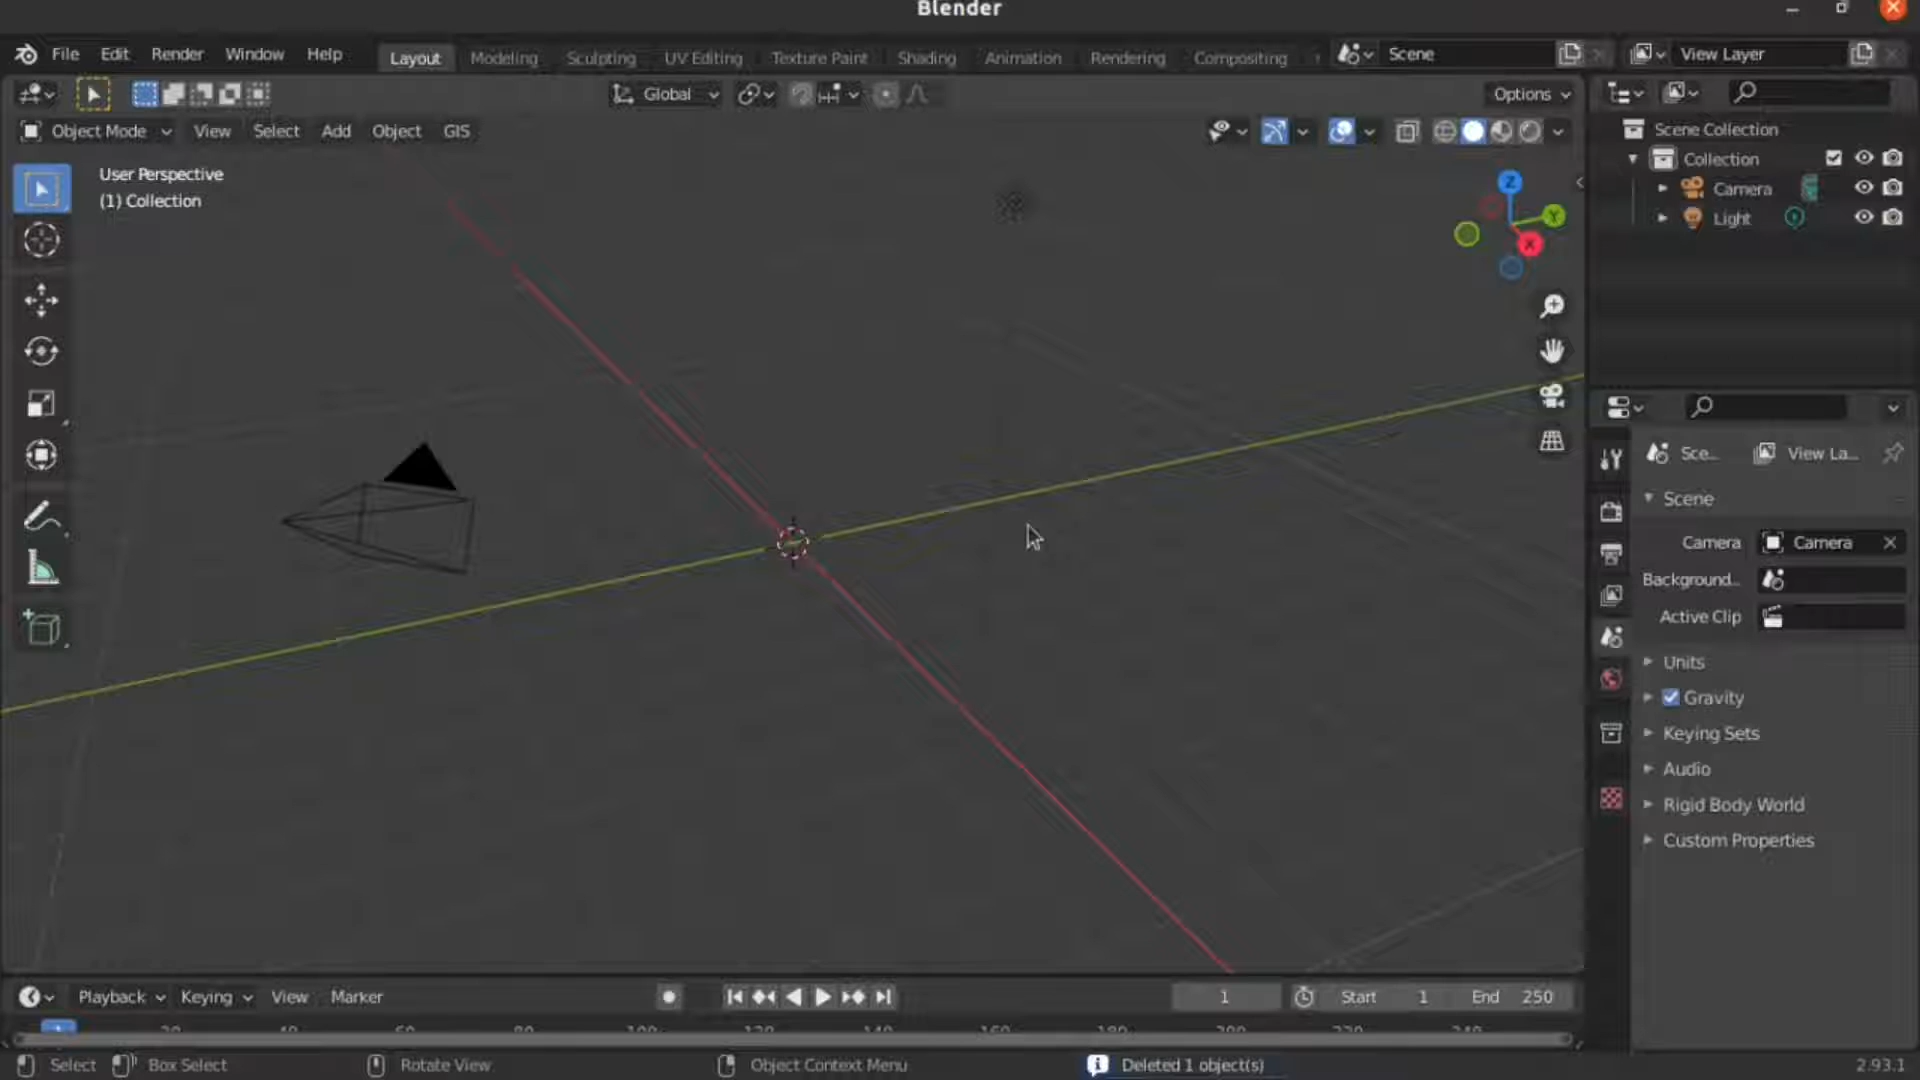 Blender
File Edit Render Window Help Layout Modeling Sculpting UV Editing Texture Paint Shading Animation Rendering Compositing Scene View Layer
Global Options
Object Mode View Select Add Object GIS
User Perspective
(1) Collection
Z
Y
X
Scene Collection
Collection
Camera
Light
Sce... View La...
Scene
Camera Camera
Background..
Active Clip
Units
Gravity
Keying Sets
Audio
Rigid Body World
Custom Properties
Playback Keying View Marker 1 Start 1 End 250
Select Box Select Rotate View Object Context Menu Deleted 1 object(s) 2.93.1